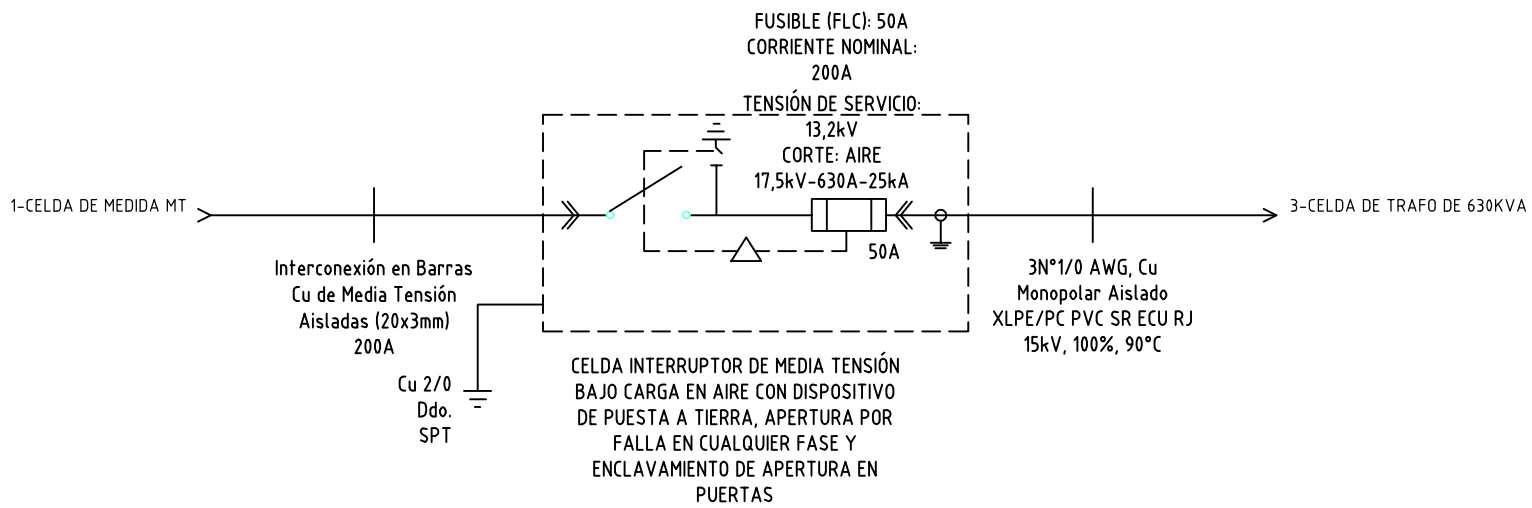 FUSIBLE (FLC): 50A
CORRIENTE NOMINAL:
200A
TENSIÓN DE SERVICIO:
13,2kV
CORTE: AIRE
17,5kV-630A-25kA
1-CELDA DE MEDIDA MT
3-CELDA DE TRAFO DE 630KVA
50A
Interconexión en Barras
Cu de Media Tensión
Aisladas (20x3mm)
200A
3N°1/0 AWG, Cu
Monopolar Aislado
XLPE/PC PVC SR ECU RJ
15kV, 100%, 90°C
Cu 2/0
Ddo.
SPT
CELDA INTERRUPTOR DE MEDIA TENSIÓN
BAJO CARGA EN AIRE CON DISPOSITIVO
DE PUESTA A TIERRA, APERTURA POR
FALLA EN CUALQUIER FASE Y
ENCLAVAMIENTO DE APERTURA EN
PUERTAS